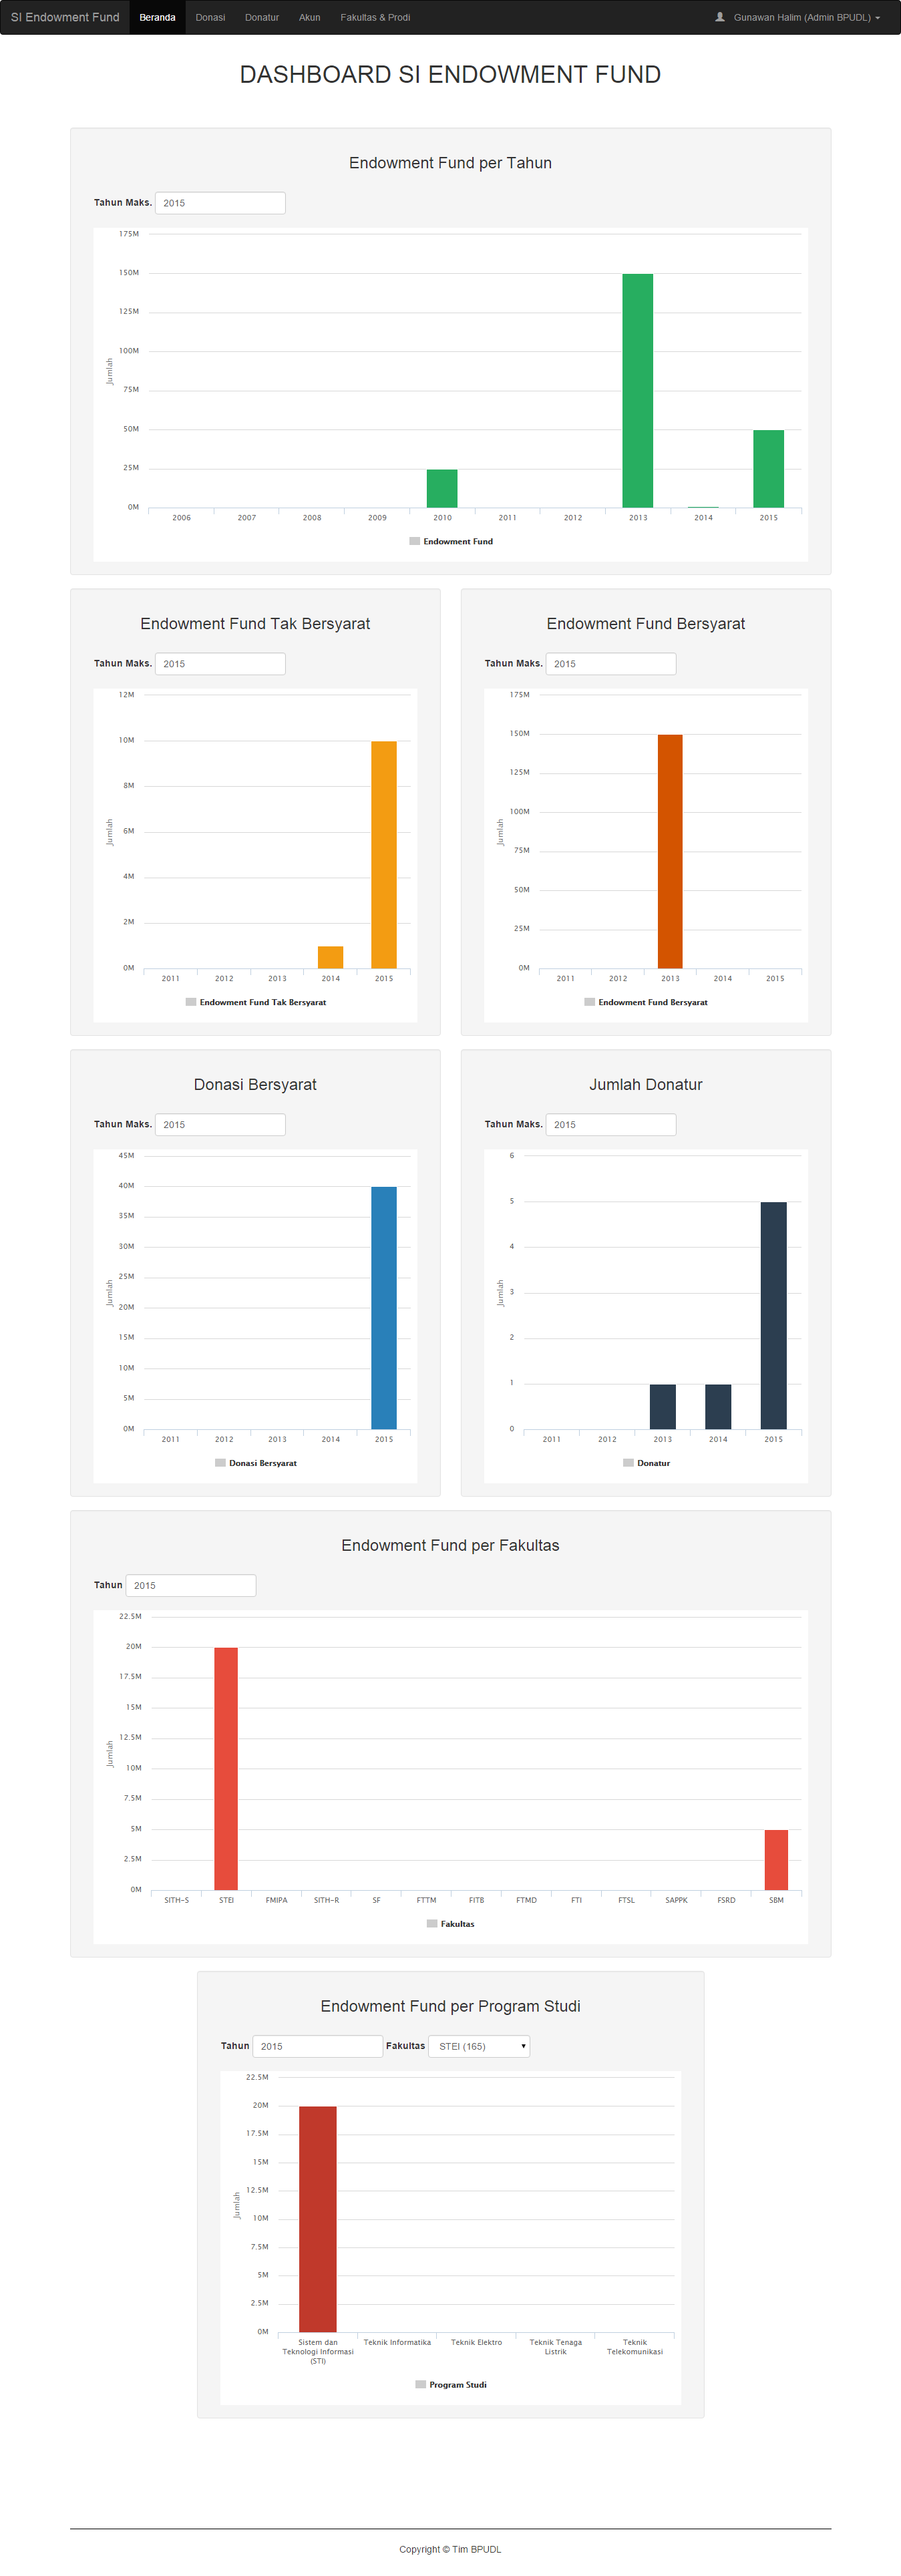 SI Endowment Fund Beranda Donasi Donatur Akun Fakultas & Prodi Gunawan Halim (Admin BPUDL)
DASHBOARD SI ENDOWMENT FUND
Endowment Fund per Tahun
Tahun Maks. 2015
175M
150M
125M
100M
75M
50M
25M
0M
Jumlah
2006 2007 2008 2009 2010 2011 2012 2013 2014 2015
Endowment Fund
Endowment Fund Tak Bersyarat
Tahun Maks. 2015
12M
10M
8M
6M
4M
2M
0M
Jumlah
2011 2012 2013 2014 2015
Endowment Fund Tak Bersyarat
Endowment Fund Bersyarat
Tahun Maks. 2015
175M
150M
125M
100M
75M
50M
25M
0M
Jumlah
2011 2012 2013 2014 2015
Endowment Fund Bersyarat
Donasi Bersyarat
Tahun Maks. 2015
45M
40M
35M
30M
25M
20M
15M
10M
5M
0M
Jumlah
2011 2012 2013 2014 2015
Donasi Bersyarat
Jumlah Donatur
Tahun Maks. 2015
6
5
4
3
2
1
0
Jumlah
2011 2012 2013 2014 2015
Donatur
Endowment Fund per Fakultas
Tahun 2015
22.5M
20M
17.5M
15M
12.5M
10M
7.5M
5M
2.5M
0M
Jumlah
SITH-S STEI FMIPA SITH-R SF FTTM FITB FTMD FTI FTSL SAPPK FSRD SBM
Fakultas
Endowment Fund per Program Studi
Tahun 2015 Fakultas STEI (165)
22.5M
20M
17.5M
15M
12.5M
10M
7.5M
5M
2.5M
0M
Jumlah
Sistem dan
Teknologi Informasi
(STI)
Teknik Informatika
Teknik Elektro
Teknik Tenaga
Listrik
Teknik
Telekomunikasi
Program Studi
Copyright © Tim BPUDL